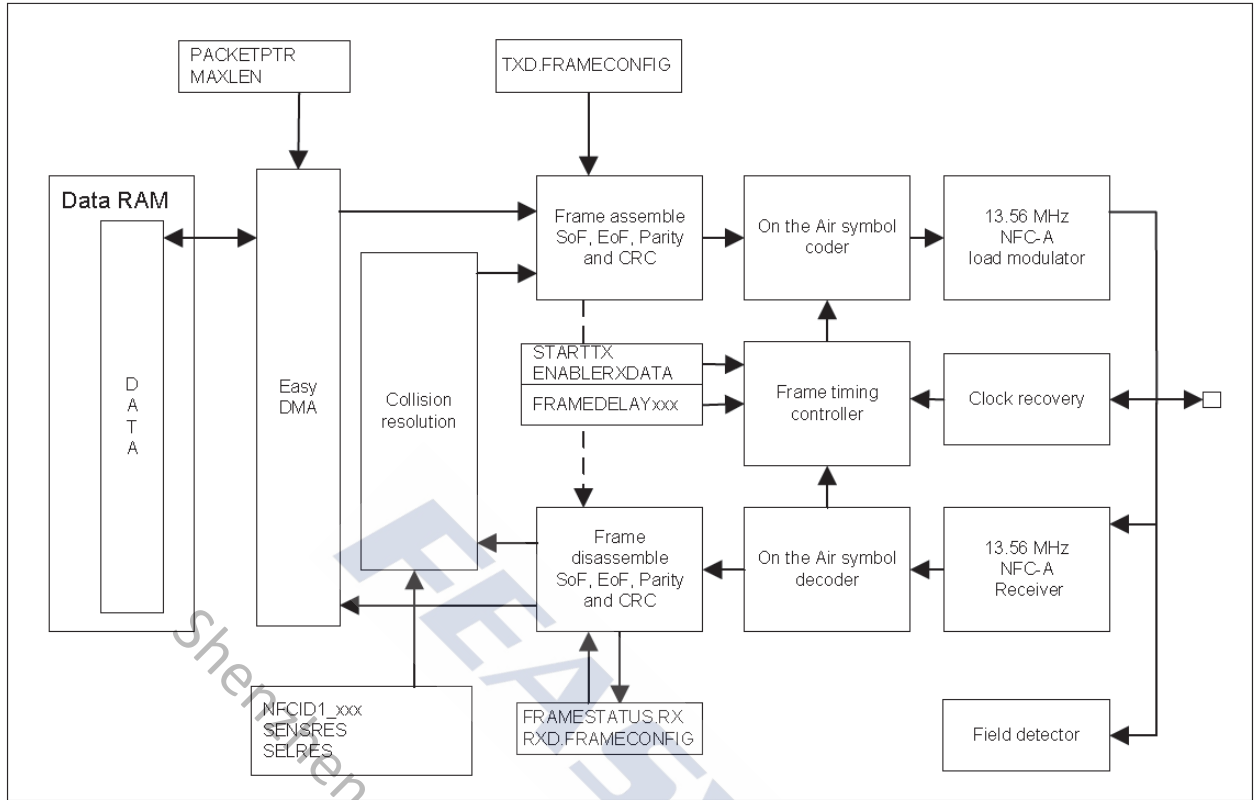 PACKETPTR
MAXLEN
TXD.FRAMECONFIG
Data RAM
DATA
Easy
DMA
Collision
resolution
Frame assemble
SoF, EoF, Parity
and CRC
On the Air symbol
coder
13.56 MHz
NFC-A
load modulator
STARTTX
ENABLERXDATA
FRAMEDELAYxxx
Frame timing
controller
Clock recovery
Frame
disassemble
SoF, EoF, Parity
and CRC
On the Air symbol
decoder
13.56 MHz
NFC-A
Receiver
NFCID1_xxx
SENSRES
SELRES
FRAMESTATUS.RX
RXD.FRAMECONFIG
Field detector
Shenzhen
FEASY